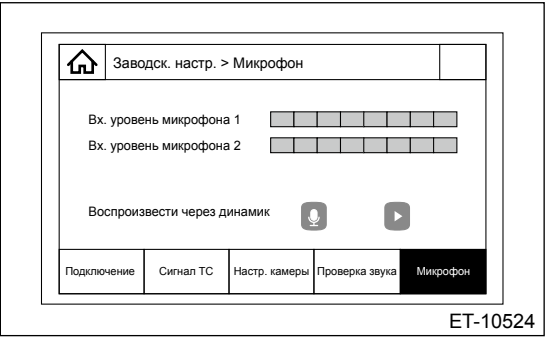 Заводск. настр. > Микрофон
Вх. уровень микрофона 1
Вх. уровень микрофона 2
Воспроизвести через динамик
Подключение Сигнал ТС Настр. камеры Проверка звука Микрофон
ET-10524